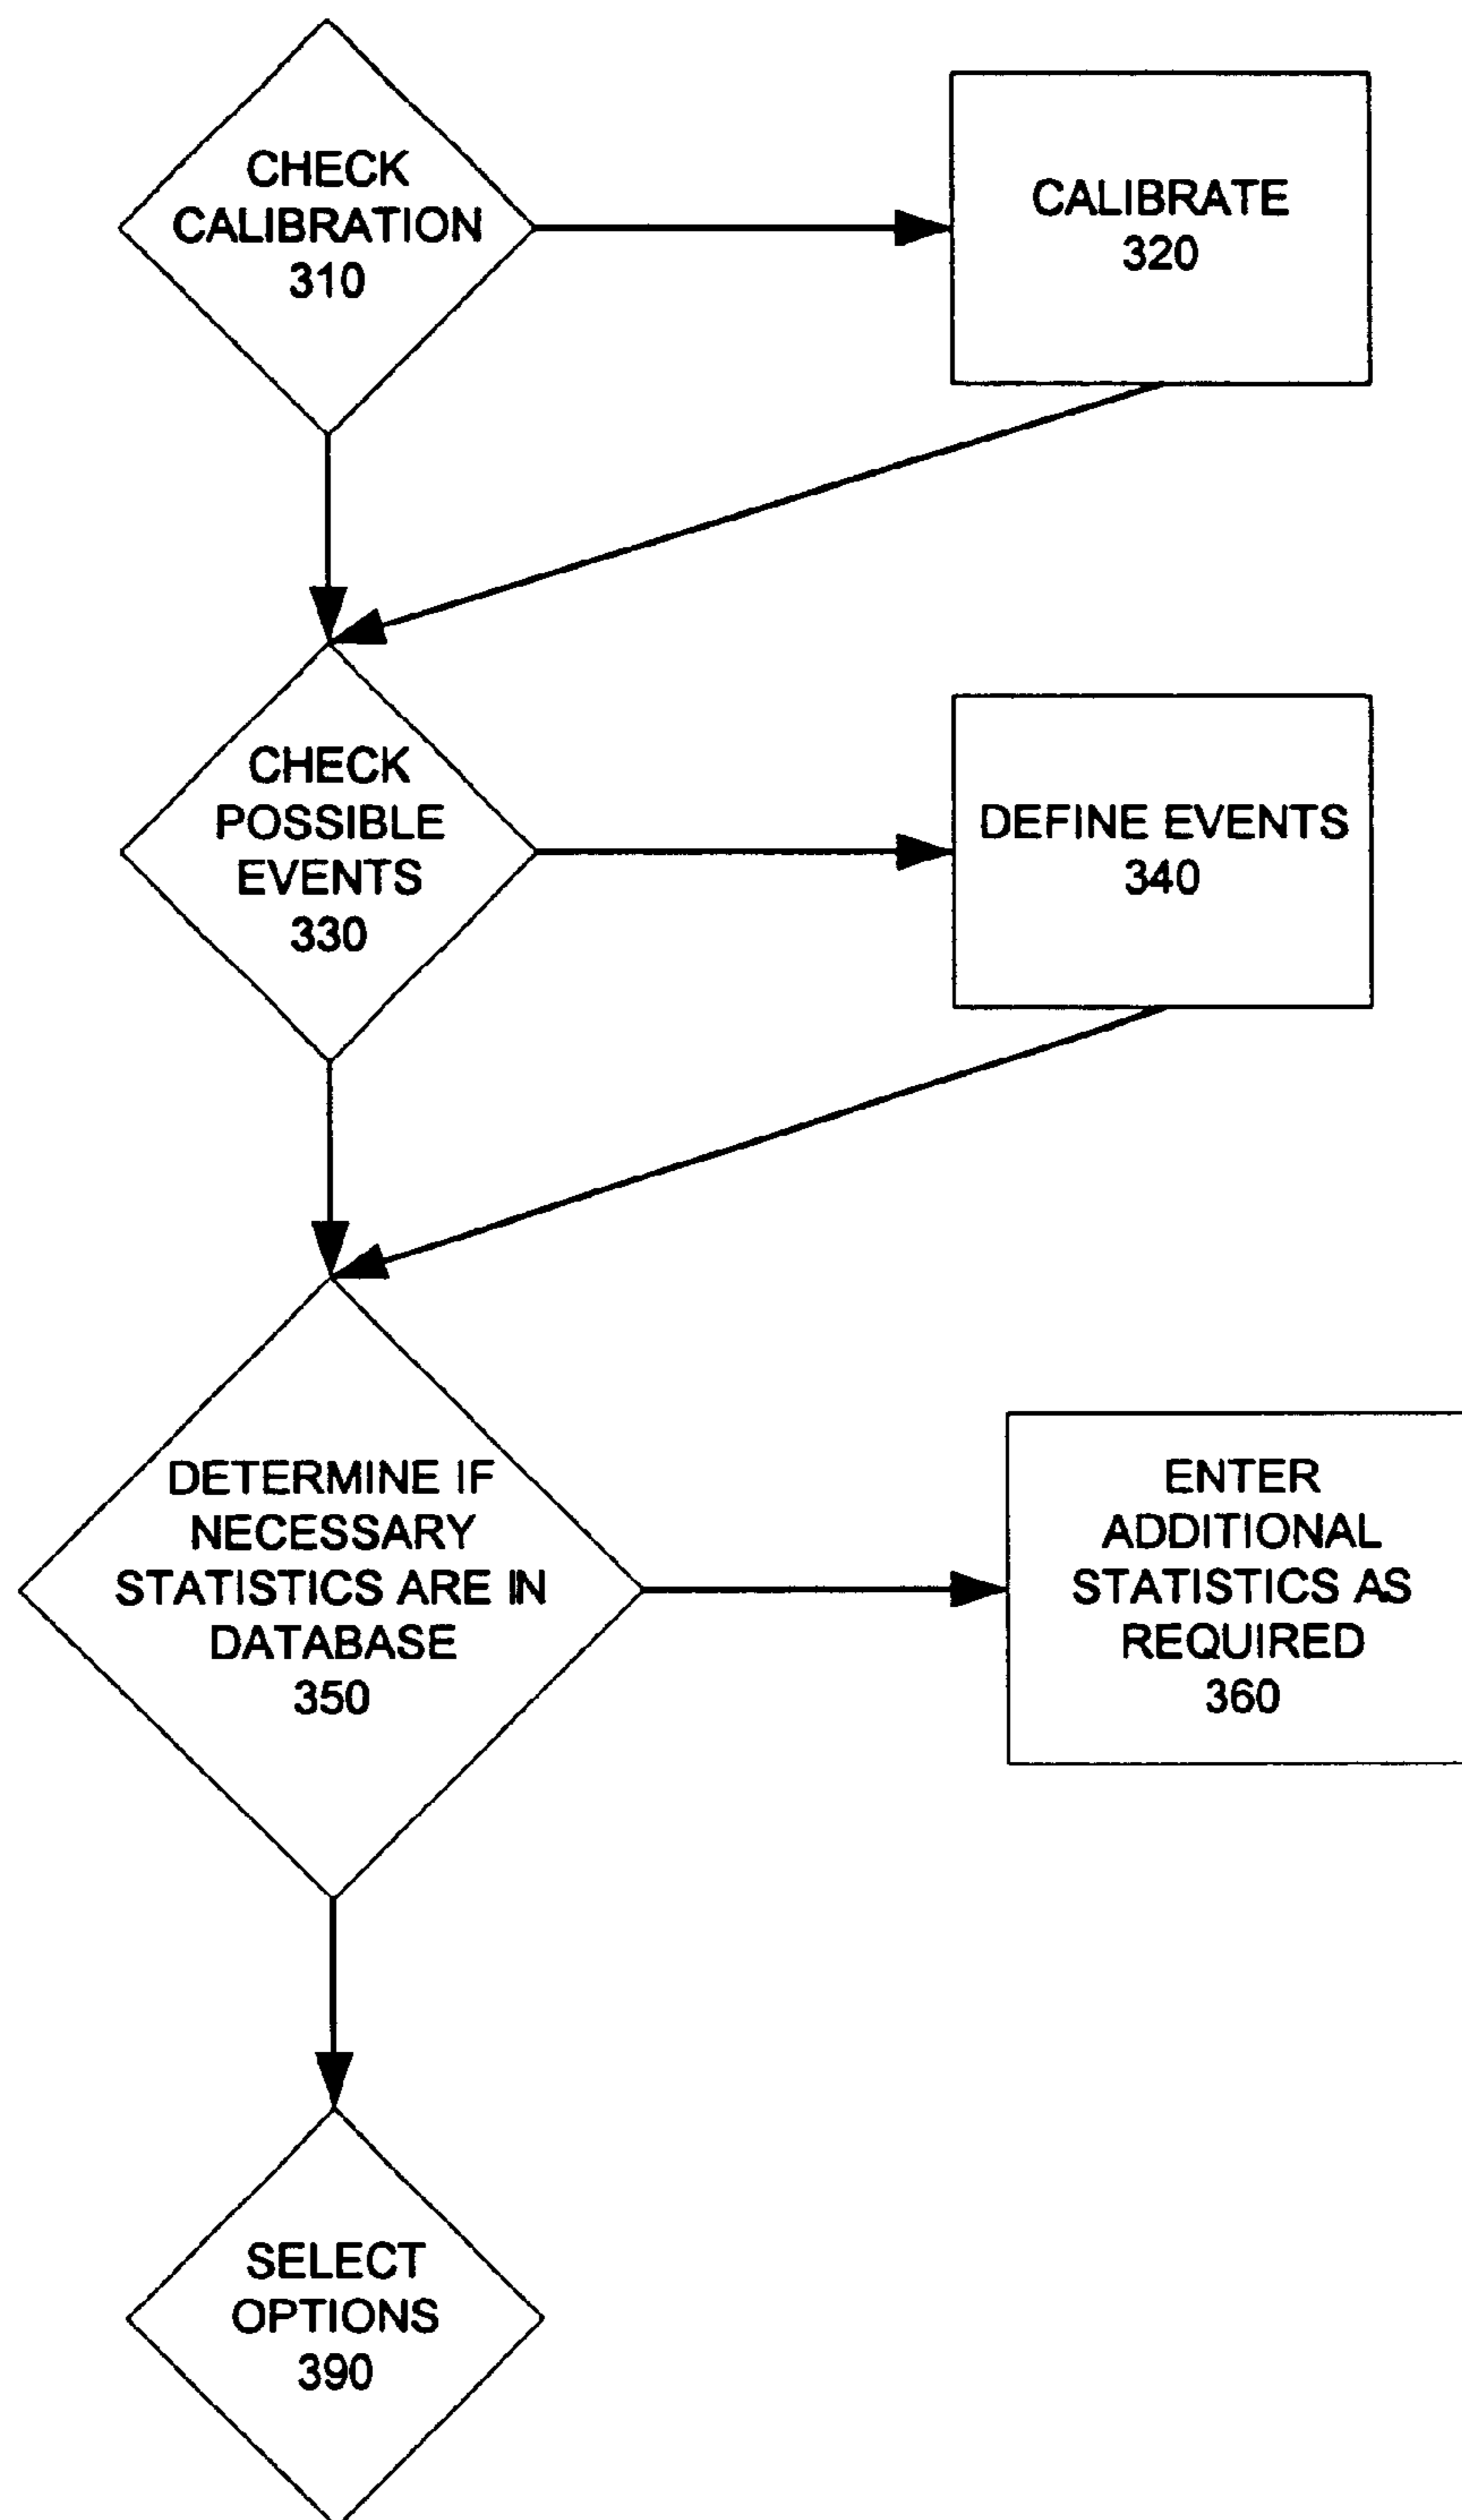 CHECK
CALIBRATION
310
CALIBRATE
320
CHECK
POSSIBLE
EVENTS
330
DEFINE EVENTS
340
DETERMINE IF
NECESSARY
STATISTICS ARE IN
DATABASE
350
ENTER
ADDITIONAL
STATISTICS AS
REQUIRED
360
SELECT
OPTIONS
390